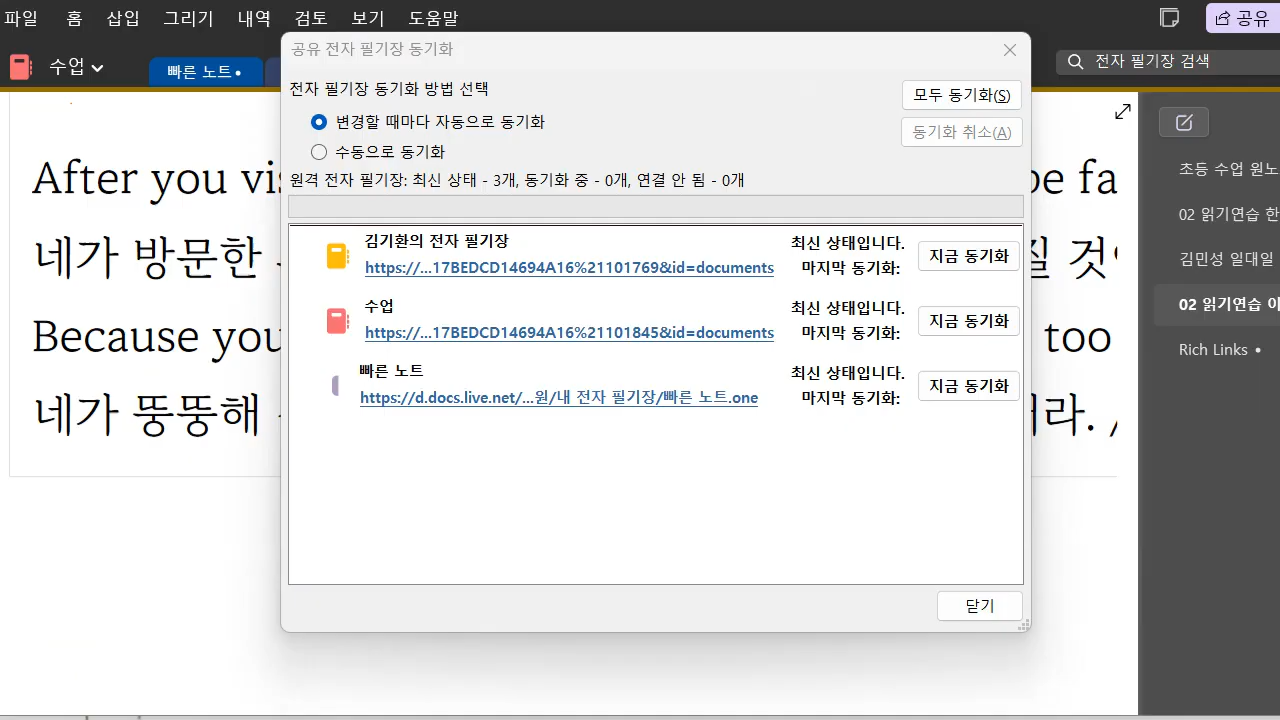 파일 홈 삽입 그리기 내역 검토 보기 도움말
공유
수업
빠른 노트
전자 필기장 검색
공유 전자 필기장 동기화
전자 필기장 동기화 방법 선택
모두 동기화(S)
변경할 때마다 자동으로 동기화
동기화 취소(A)
수동으로 동기화
원격 전자 필기장: 최신 상태 - 3개, 동기화 중 - 0개, 연결 안 됨 - 0개
김기환의 전자 필기장
https://...17BEDCD14694A16%21101769&id=documents
최신 상태입니다.
마지막 동기화:
지금 동기화
수업
https://...17BEDCD14694A16%21101845&id=documents
최신 상태입니다.
마지막 동기화:
지금 동기화
빠른 노트
https://d.docs.live.net/...원/내 전자 필기장/빠른 노트.one
최신 상태입니다.
마지막 동기화:
지금 동기화
닫기
After you
be
네가 방문한
Because you
too
네가 뚱뚱해
초등 수업
02 읽기연습
김민성 일대일
02 읽기연습
Rich Links